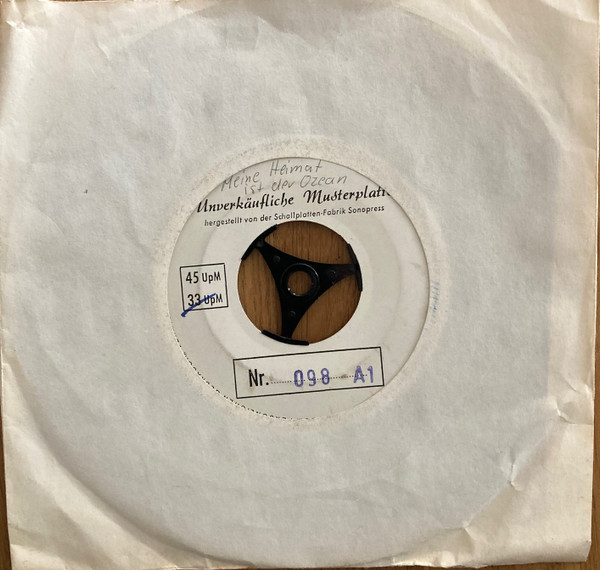 Meine Heimat
ist der Ozean
Unverkäufliche Musterplatte
hergestellt von der Schallplatten-Fabrik Sonopress
45 UpM
33 UpM
Nr. 098 A1